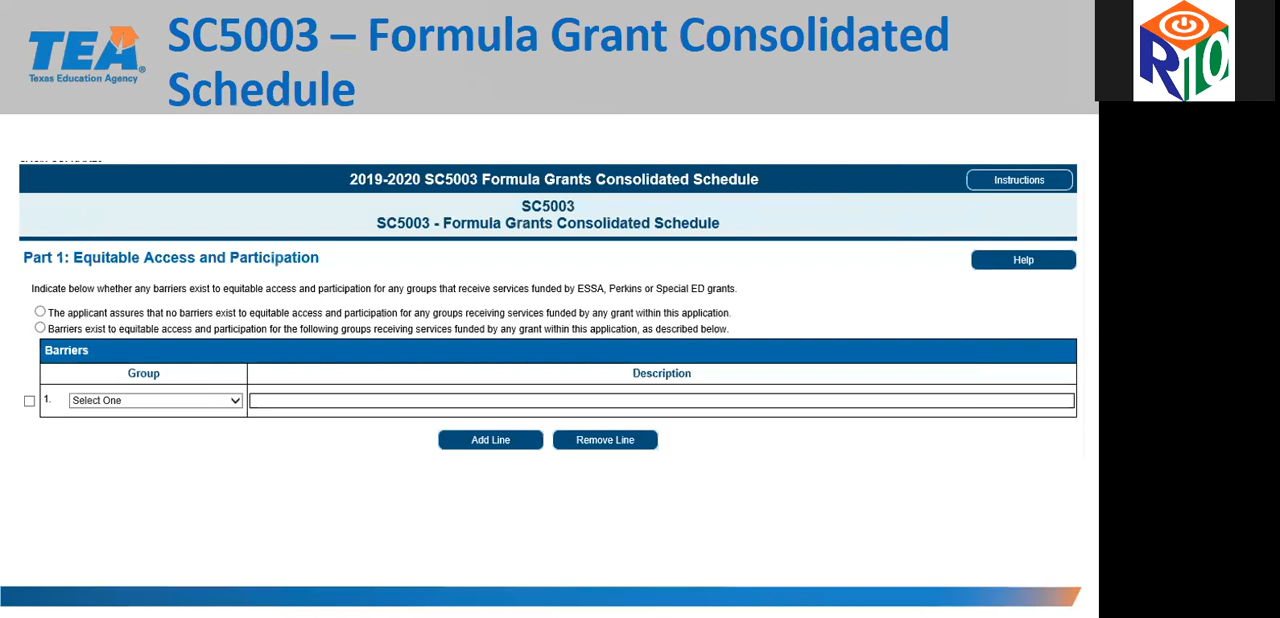 TEA
Texas Education Agency
SC5003 – Formula Grant Consolidated
Schedule
R10
2019-2020 SC5003 Formula Grants Consolidated Schedule
Instructions
SC5003
SC5003 - Formula Grants Consolidated Schedule
Part 1: Equitable Access and Participation
Help
Indicate below whether any barriers exist to equitable access and participation for any groups that receive services funded by ESSA, Perkins or Special ED grants.
The applicant assures that no barriers exist to equitable access and participation for any groups receiving services funded by any grant within this application.
Barriers exist to equitable access and participation for the following groups receiving services funded by any grant within this application, as described below.
Barriers
Group Description
1. Select One
Add Line Remove Line